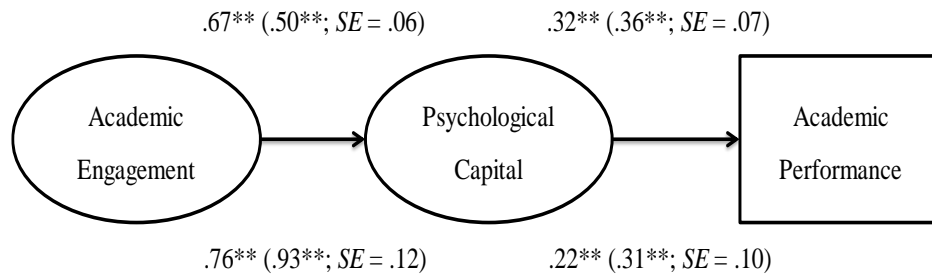 .67** (.50**; SE = .06)
.32** (.36**; SE = .07)
Academic
Engagement
Psychological
Capital
Academic
Performance
.76** (.93**; SE = .12)
.22** (.31**; SE = .10)